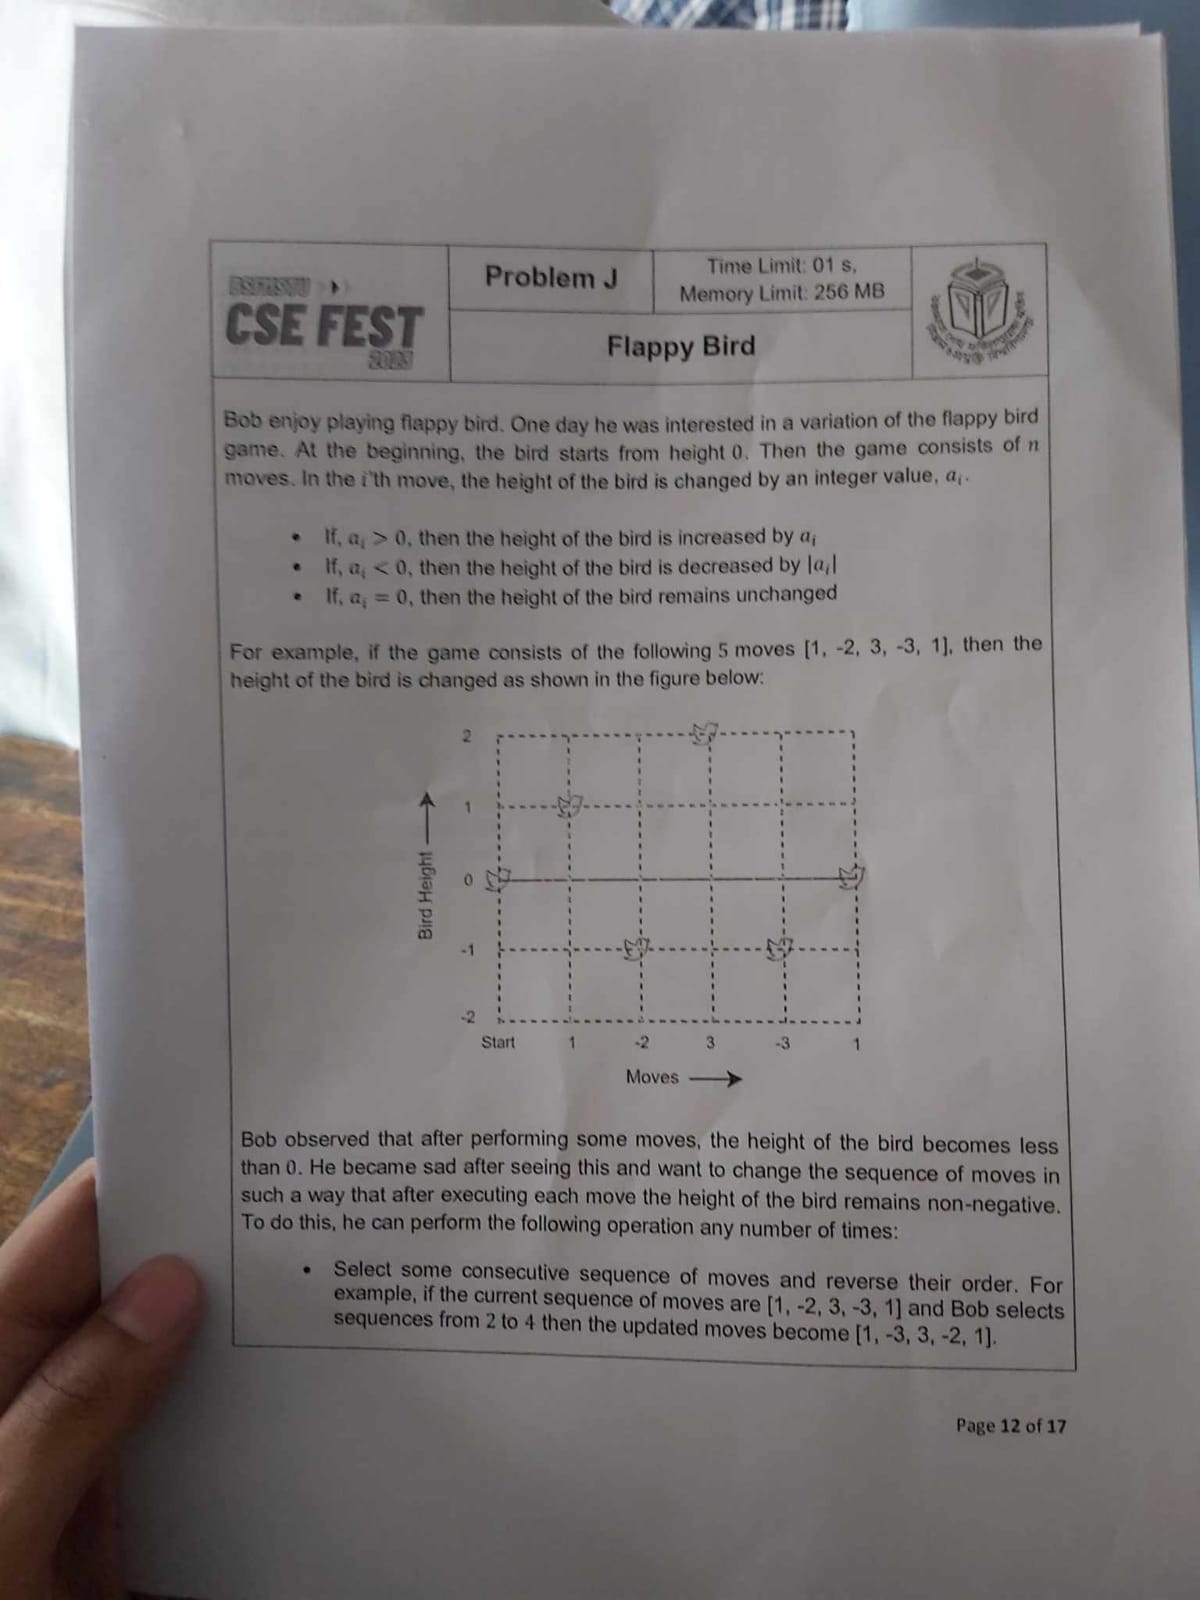 BSFMSTU
CSE FEST
2023
Problem J
Time Limit: 01 s,
Memory Limit: 256 MB
Flappy Bird
Bob enjoy playing flappy bird. One day he was interested in a variation of the flappy bird
game. At the beginning, the bird starts from height 0. Then the game consists of n
moves. In the i'th move, the height of the bird is changed by an integer value, aᵢ.
• If, aᵢ > 0, then the height of the bird is increased by aᵢ
• If, aᵢ < 0, then the height of the bird is decreased by |aᵢ|
• If, aᵢ = 0, then the height of the bird remains unchanged
For example, if the game consists of the following 5 moves [1, -2, 3, -3, 1], then the
height of the bird is changed as shown in the figure below:
2
1
0
-1
-2
Bird Height
Start 1 -2 3 -3 1
Moves
Bob observed that after performing some moves, the height of the bird becomes less
than 0. He became sad after seeing this and want to change the sequence of moves in
such a way that after executing each move the height of the bird remains non-negative.
To do this, he can perform the following operation any number of times:
• Select some consecutive sequence of moves and reverse their order. For
example, if the current sequence of moves are [1, -2, 3, -3, 1] and Bob selects
sequences from 2 to 4 then the updated moves become [1, -3, 3, -2, 1].
Page 12 of 17